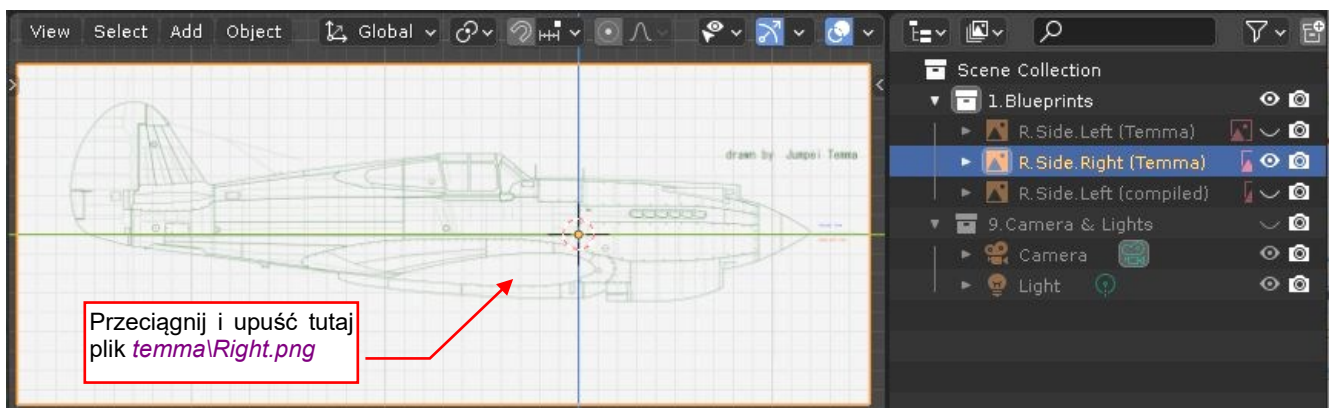 View Select Add Object Global
Scene Collection
1.Blueprints
R.Side.Left (Temma)
drawn by Jumpei Temma
R.Side.Right (Temma)
R.Side.Left (compiled)
9.Camera & Lights
Camera
Light
Przeciągnij i upuść tutaj
plik temma\Right.png